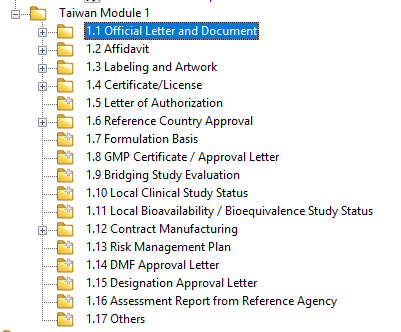 Taiwan Module 1
1.1 Official Letter and Document
1.2 Affidavit
1.3 Labeling and Artwork
1.4 Certificate/License
1.5 Letter of Authorization
1.6 Reference Country Approval
1.7 Formulation Basis
1.8 GMP Certificate / Approval Letter
1.9 Bridging Study Evaluation
1.10 Local Clinical Study Status
1.11 Local Bioavailability / Bioequivalence Study Status
1.12 Contract Manufacturing
1.13 Risk Management Plan
1.14 DMF Approval Letter
1.15 Designation Approval Letter
1.16 Assessment Report from Reference Agency
1.17 Others